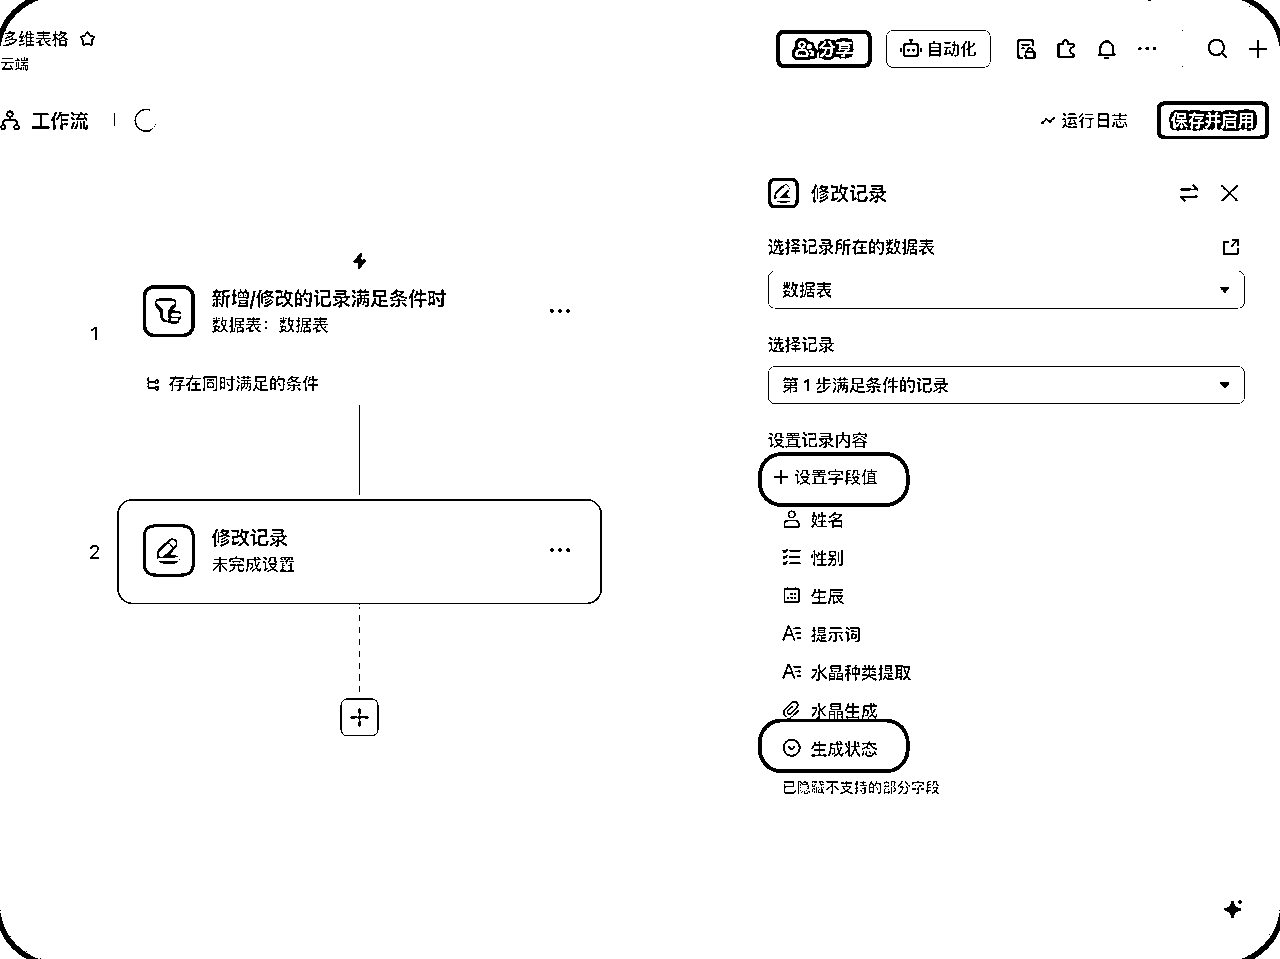 多维表格
云端
分享
自动化
工作流
运行日志
保存并启用
新增/修改的记录满足条件时
数据表：数据表
1
存在同时满足的条件
2
修改记录
未完成设置
修改记录
选择记录所在的数据表
数据表
选择记录
第 1 步满足条件的记录
设置记录内容
设置字段值
姓名
性别
生辰
提示词
水晶种类提取
水晶生成
生成状态
已隐藏不支持的部分字段